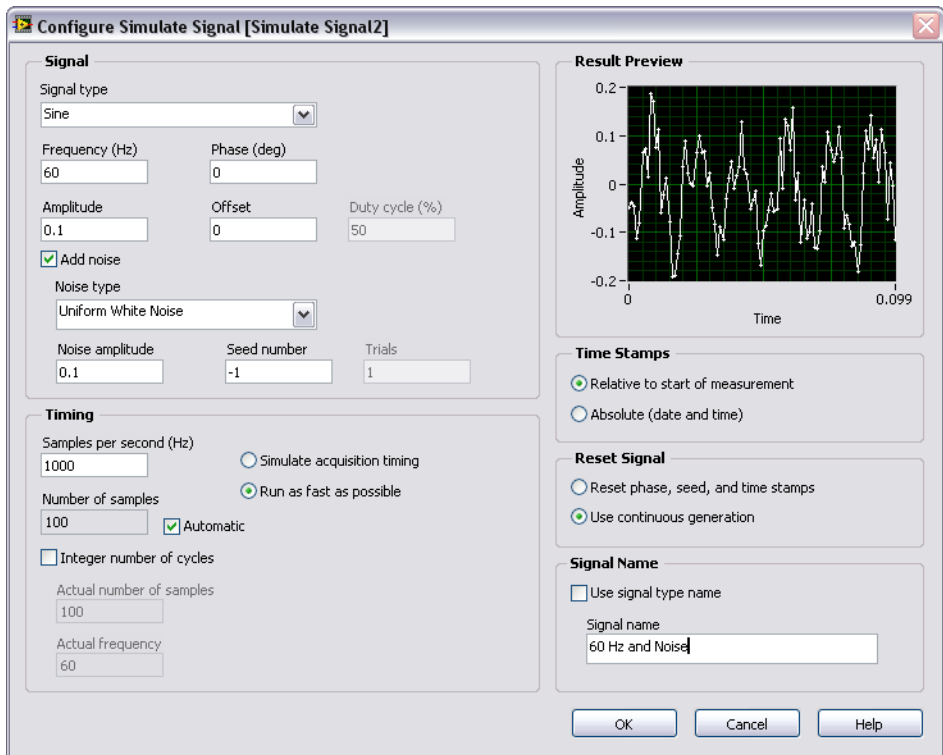 Configure Simulate Signal [Simulate Signal2]
Signal
Signal type
Sine
Frequency (Hz)
Phase (deg)
60
0
Amplitude
Offset
Duty cycle (%)
0.1
0
50
Add noise
Noise type
Uniform White Noise
Noise amplitude
Seed number
Trials
0.1
-1
1
Timing
Samples per second (Hz)
1000
Simulate acquisition timing
Run as fast as possible
Number of samples
100
Automatic
Integer number of cycles
Actual number of samples
100
Actual frequency
60
Result Preview
Amplitude
0.2
0.1
0
-0.1
-0.2
0
0.099
Time
Time Stamps
Relative to start of measurement
Absolute (date and time)
Reset Signal
Reset phase, seed, and time stamps
Use continuous generation
Signal Name
Use signal type name
Signal name
60 Hz and Noise
OK
Cancel
Help